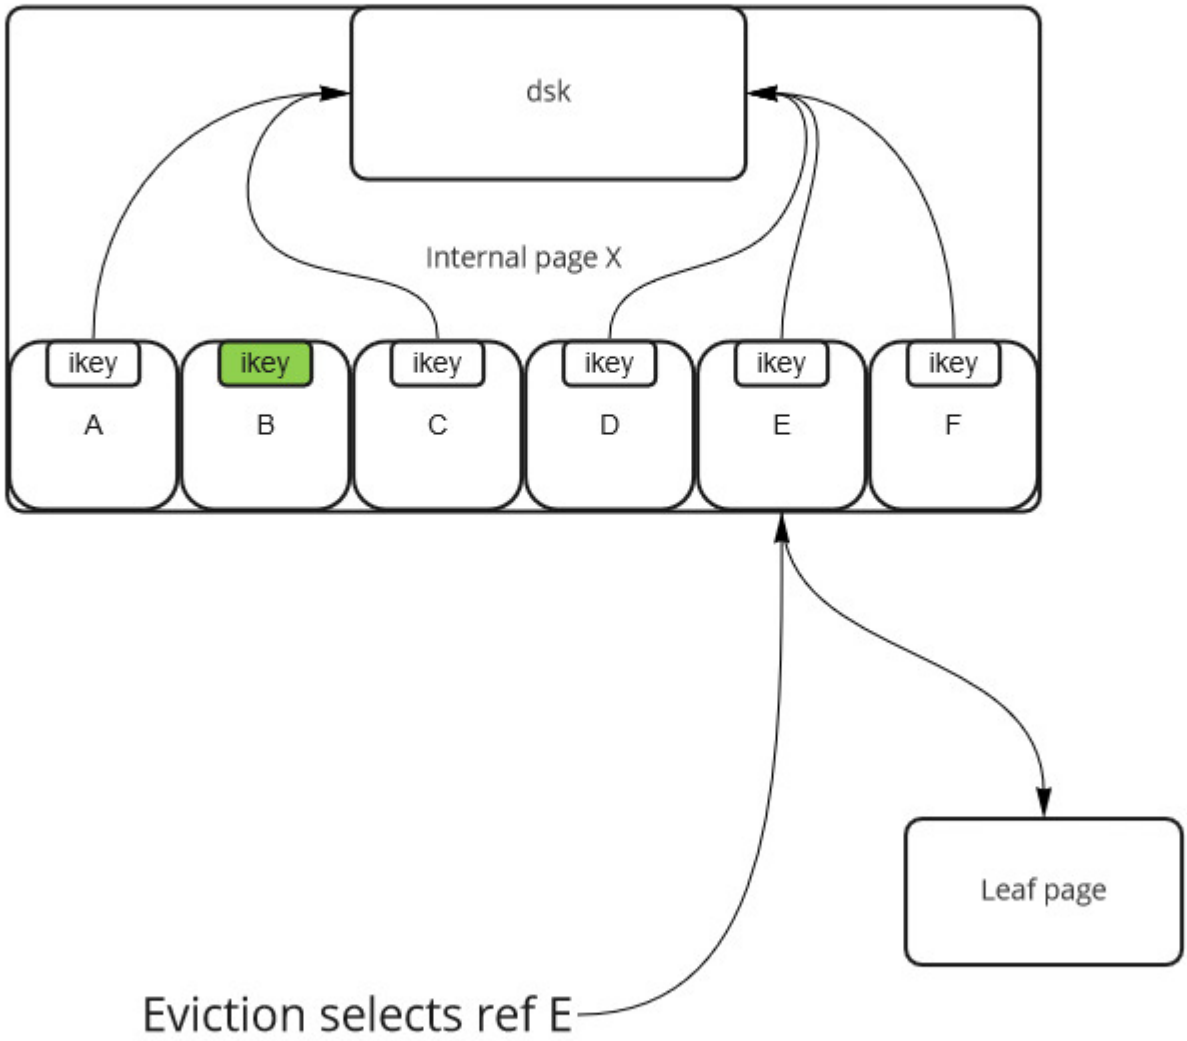 dsk
Internal page X
ikey
ikey
ikey
ikey
ikey
ikey
A
B
C
D
E
F
Leaf page
Eviction selects ref E